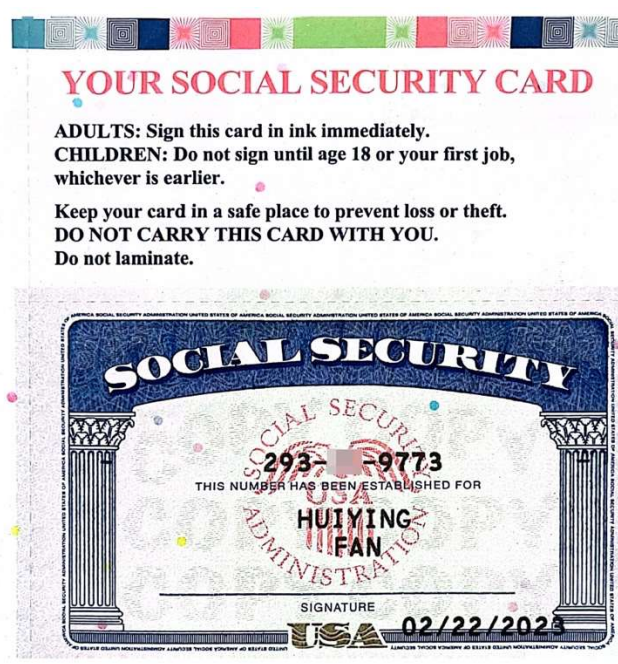 YOUR SOCIAL SECURITY CARD
ADULTS: Sign this card in ink immediately.
CHILDREN: Do not sign until age 18 or your first job,
whichever is earlier.
Keep your card in a safe place to prevent loss or theft.
DO NOT CARRY THIS CARD WITH YOU.
Do not laminate.
SOCIAL SECURITY
SOCIAL SECURITY ADMINISTRATION
293- -9773
THIS NUMBER HAS BEEN ESTABLISHED FOR
USA
HUIYING
FAN
SIGNATURE
USA 02/22/2023